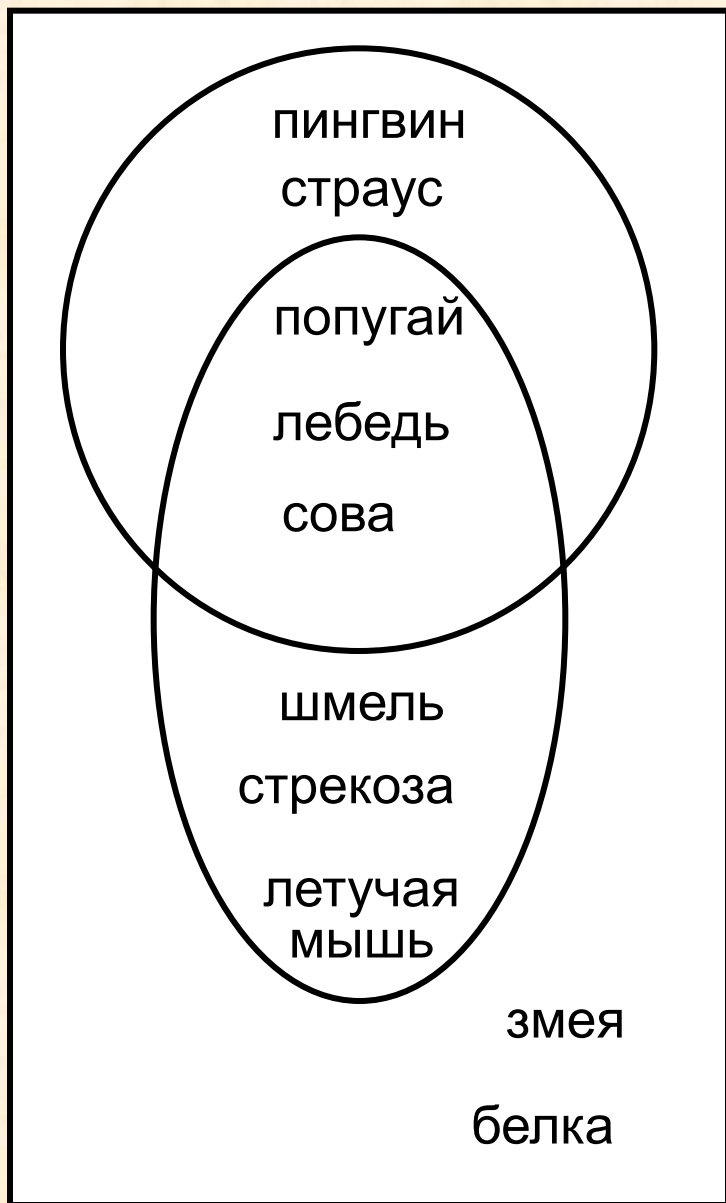 пингвин
страус
попугай
лебедь
сова
шмель
стрекоза
летучая
мышь
змея
белка